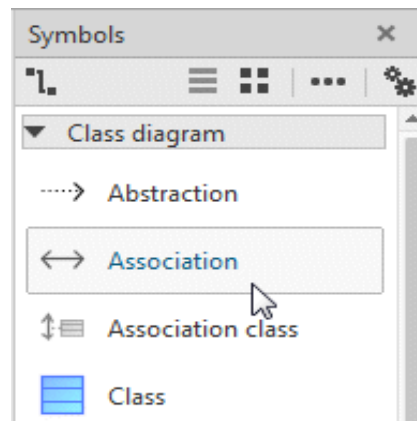 Symbols
Class diagram
Abstraction
Association
Association class
Class